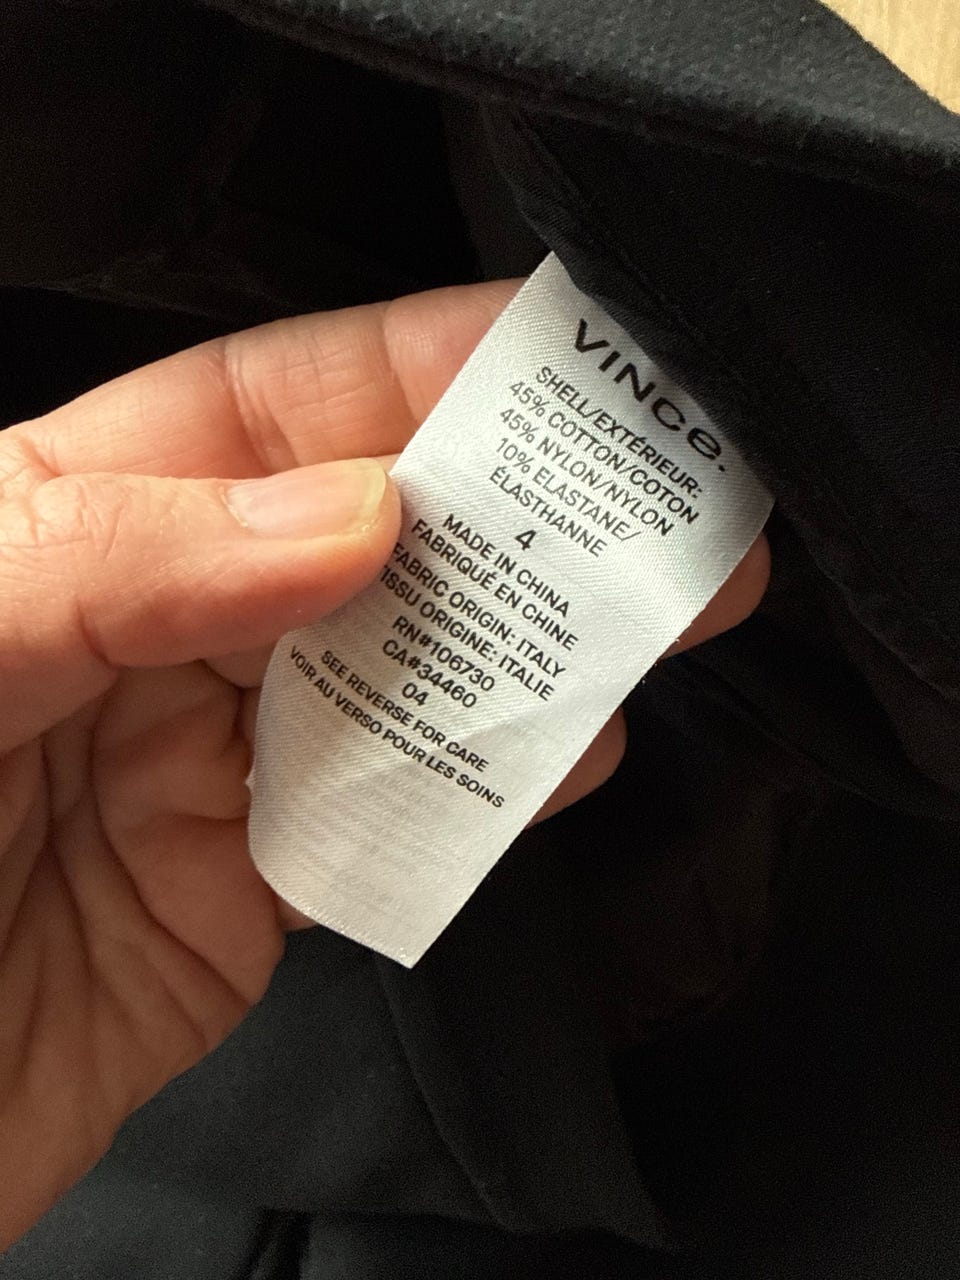 VINCe.
SHELL/EXTÉRIEUR:
45% COTTON/COTON
45% NYLON/NYLON
10% ELASTANE/
ÉLASTHANNE
4
MADE IN CHINA
FABRIQUÉ EN CHINE
FABRIC ORIGIN: ITALY
TISSU ORIGINE: ITALIE
RN#106730
CA#34460
04
SEE REVERSE FOR CARE
VOIR AU VERSO POUR LES SOINS